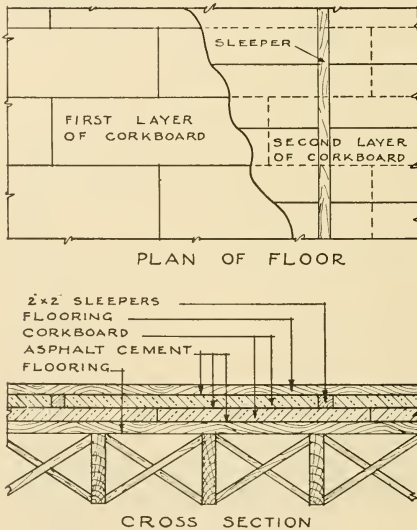 SLEEPER
FIRST LAYER
OF CORKBOARD
SECOND LAYER
OF CORKBOARD
PLAN OF FLOOR
2"x2" SLEEPERS
FLOORING
CORKBOARD
ASPHALT CEMENT
FLOORING
CROSS SECTION